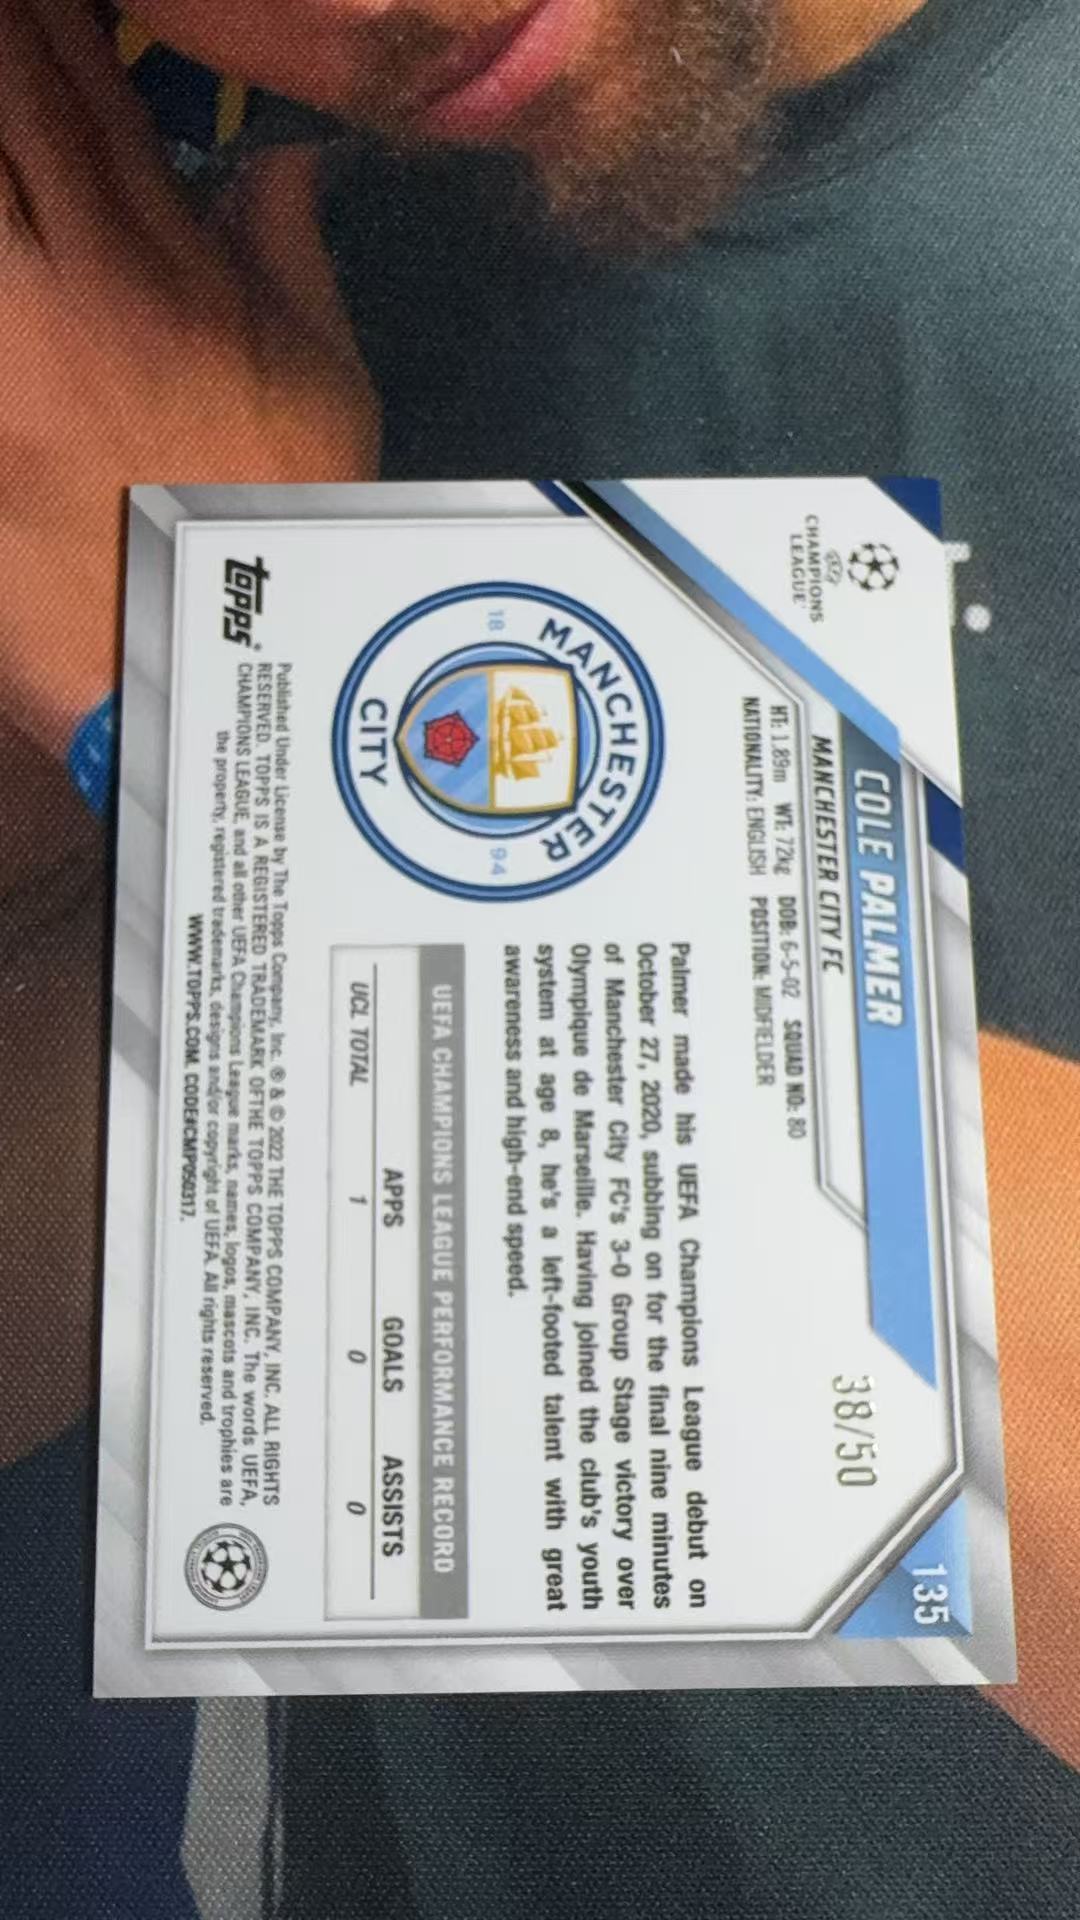 CHAMPIONS
LEAGUE
COLE PALMER
38/50
135
MANCHESTER CITY FC
HT: 1.89m WT: 72kg DOB: 6-5-02 SQUAD NO: 80
NATIONALITY: ENGLISH POSITION: MIDFIELDER
MANCHESTER
18 94
CITY
Palmer made his UEFA Champions League debut on
October 27, 2020, subbing on for the final nine minutes
of Manchester City FC's 3-0 Group Stage victory over
Olympique de Marseille. Having joined the club's youth
system at age 8, he's a left-footed talent with great
awareness and high-end speed.
UEFA CHAMPIONS LEAGUE PERFORMANCE RECORD
APPS GOALS ASSISTS
UCL TOTAL 1 0 0
topps
Published Under License by The Topps Company, Inc. ® & © 2022 THE TOPPS COMPANY, INC. ALL RIGHTS
RESERVED. TOPPS IS A REGISTERED TRADEMARK OF THE TOPPS COMPANY, INC. The words UEFA,
CHAMPIONS LEAGUE, and all other UEFA Champions League marks, names, logos, mascots and trophies are
the property, registered trademarks, designs and/or copyright of UEFA. All rights reserved.
WWW.TOPPS.COM. CODE#CMP050317.